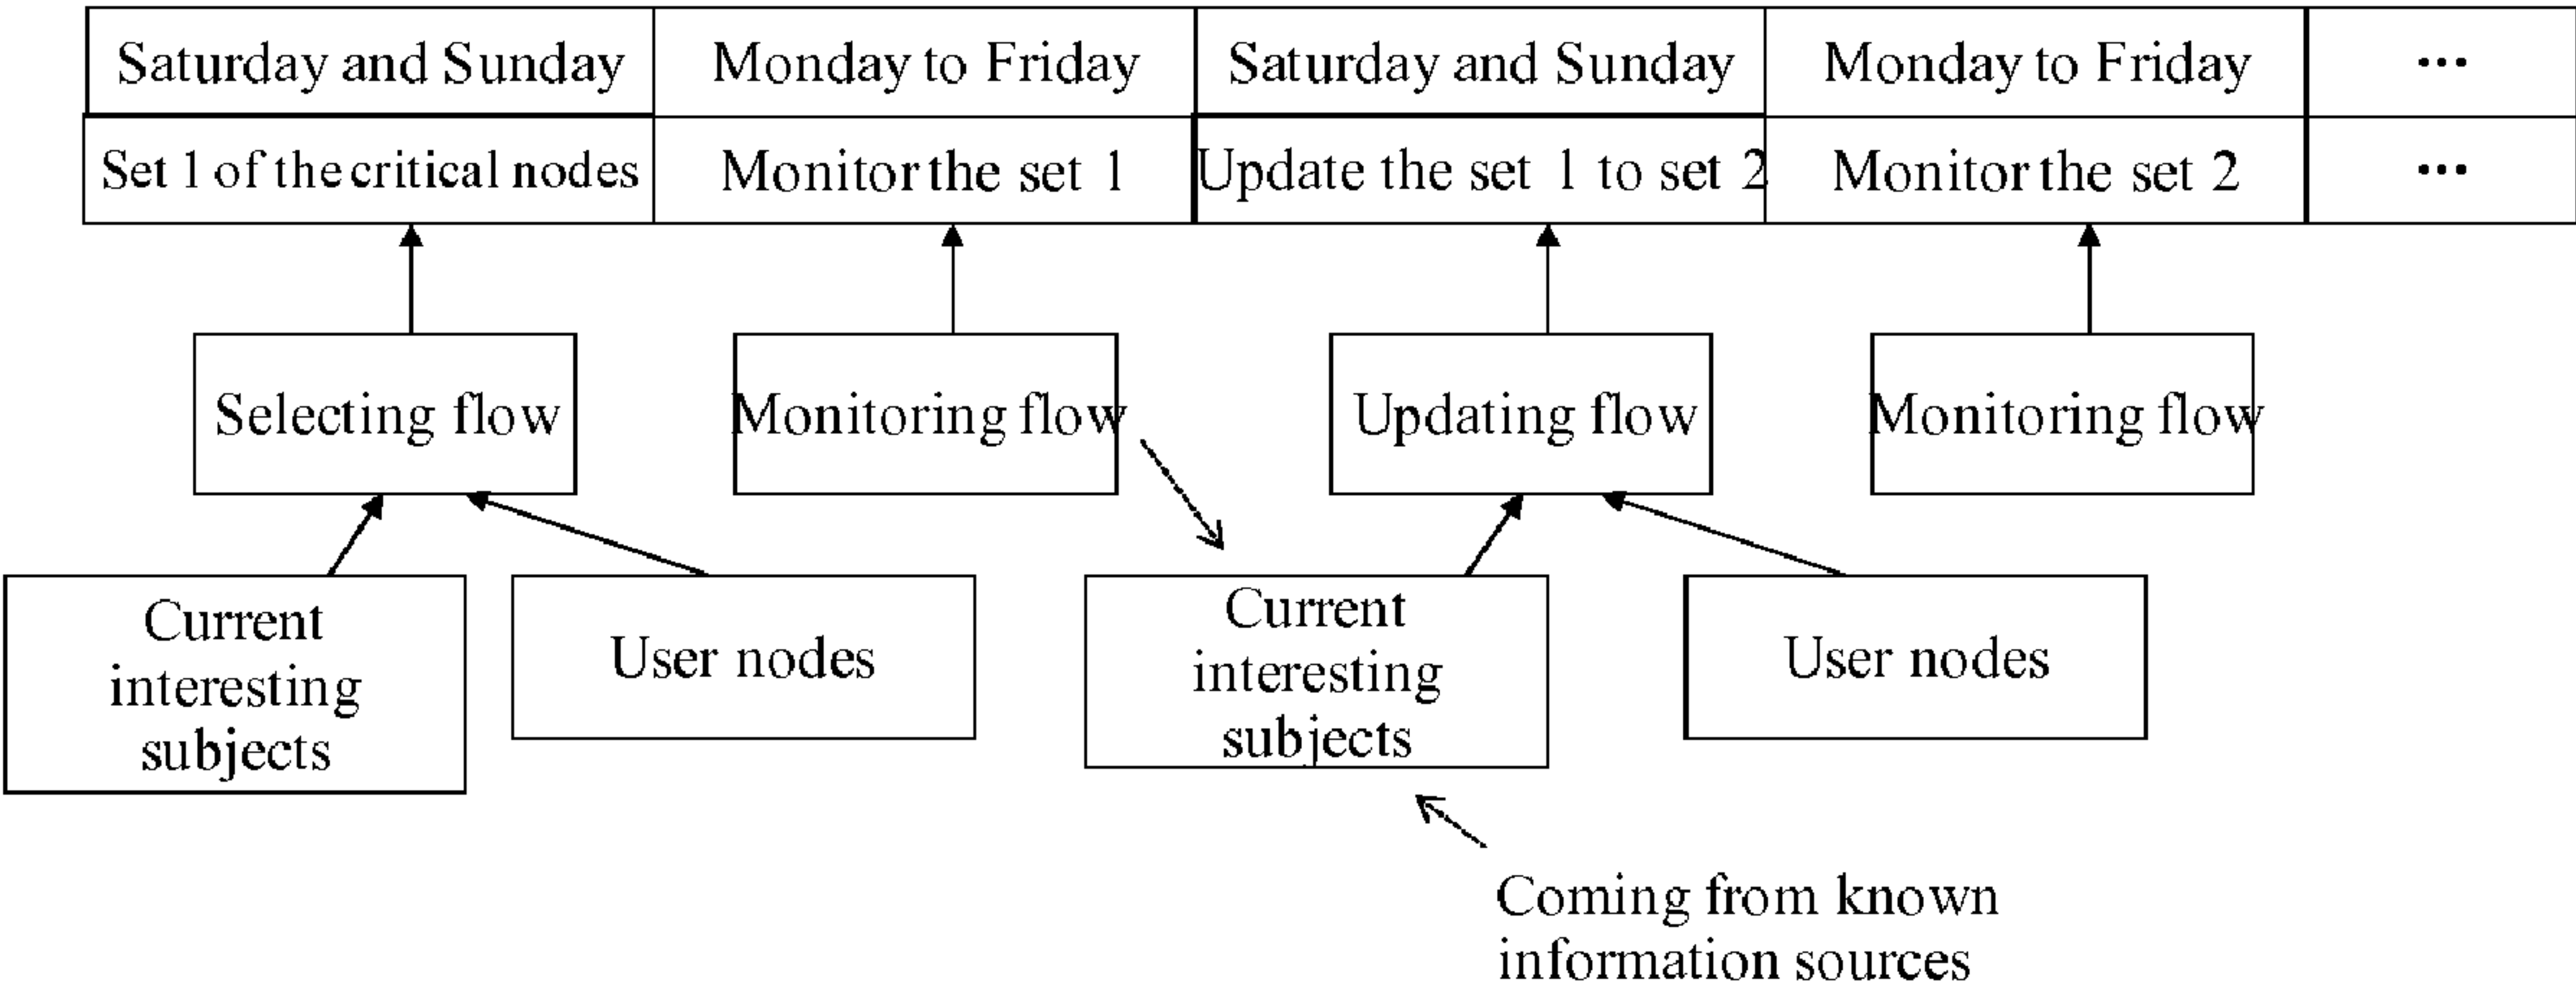 Saturday and Sunday
Monday to Friday
Saturday and Sunday
Monday to Friday
...
Set 1 of the critical nodes
Monitor the set 1
Update the set 1 to set 2
Monitor the set 2
...
Selecting flow
Monitoring flow
Updating flow
Monitoring flow
Current
interesting
subjects
User nodes
Current
interesting
subjects
User nodes
Coming from known
information sources